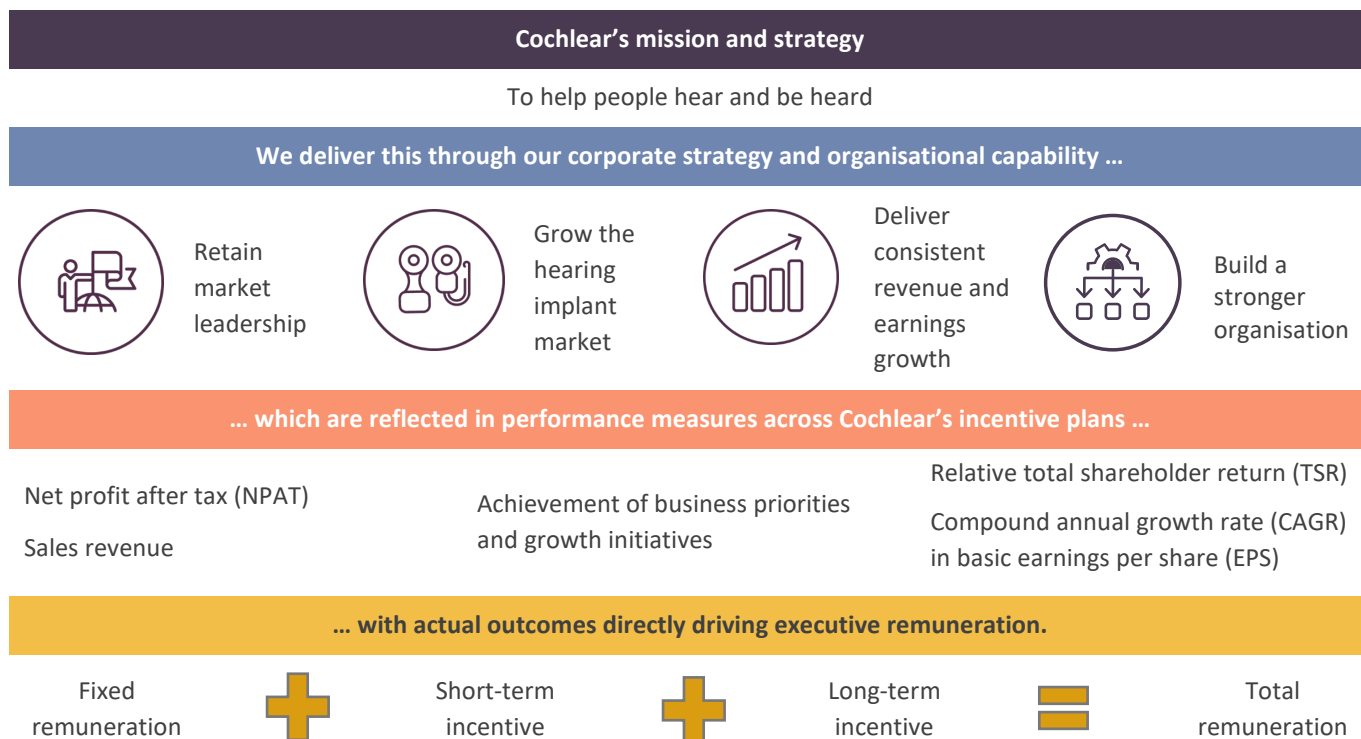 Cochlear’s mission and strategy
To help people hear and be heard
We deliver this through our corporate strategy and organisational capability …
Retain
market
leadership
Grow the
hearing
implant
market
Deliver
consistent
revenue and
earnings
growth
Build a
stronger
organisation
… which are reflected in performance measures across Cochlear’s incentive plans …
Net profit after tax (NPAT)
Sales revenue
Achievement of business priorities
and growth initiatives
Relative total shareholder return (TSR)
Compound annual growth rate (CAGR)
in basic earnings per share (EPS)
… with actual outcomes directly driving executive remuneration.
Fixed
remuneration
Short-term
incentive
Long-term
incentive
Total
remuneration